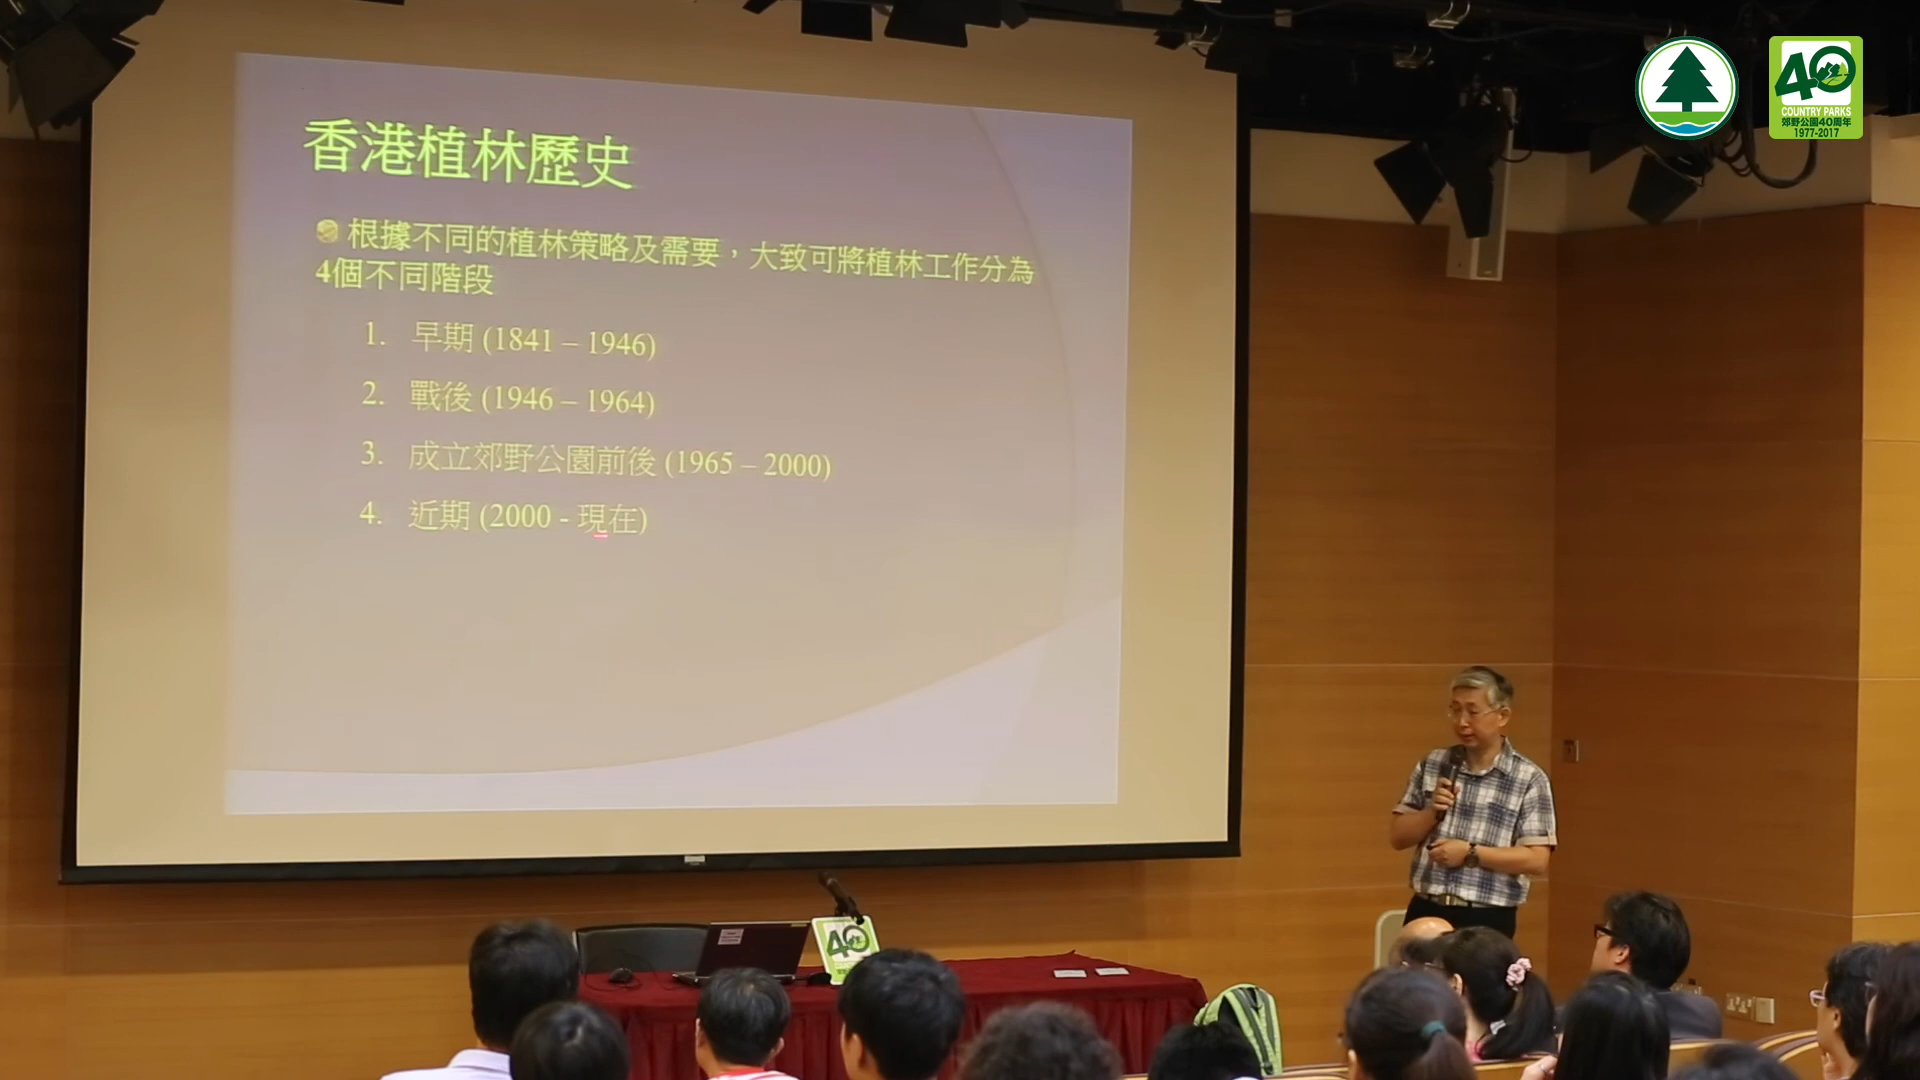 香港植林歷史
根據不同的植林策略及需要，大致可將植林工作分為
4個不同階段
1. 早期 (1841 – 1946)
2. 戰後 (1946 – 1964)
3. 成立郊野公園前後 (1965 – 2000)
4. 近期 (2000 - 現在)
40
COUNTRY PARKS
郊野公園40周年
1977-2017
40